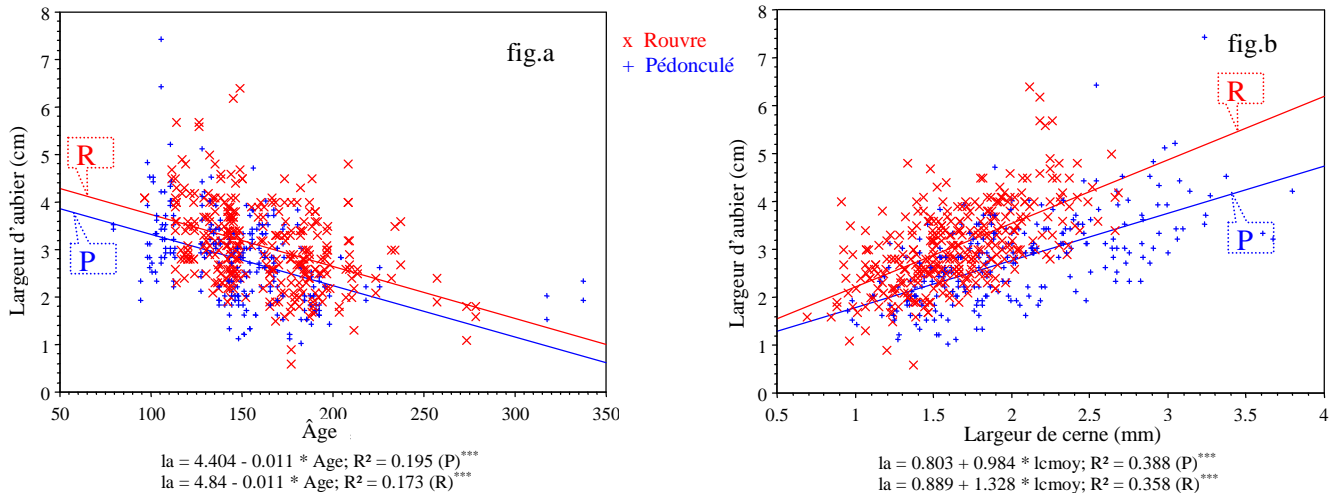 fig.a
x Rouvre
+ Pédonculé
fig.b
Largeur d'aubier (cm)
8
7
6
5
4
3
2
1
0
R
P
50 100 150 200 250 300 350
Âge
la = 4.404 - 0.011 * Age; R² = 0.195 (P)***
la = 4.84 - 0.011 * Age; R² = 0.173 (R)***
Largeur d'aubier (cm)
8
7
6
5
4
3
2
1
0
R
P
0.5 1 1.5 2 2.5 3 3.5 4
Largeur de cerne (mm)
la = 0.803 + 0.984 * lcmoy; R² = 0.388 (P)***
la = 0.889 + 1.328 * lcmoy; R² = 0.358 (R)***